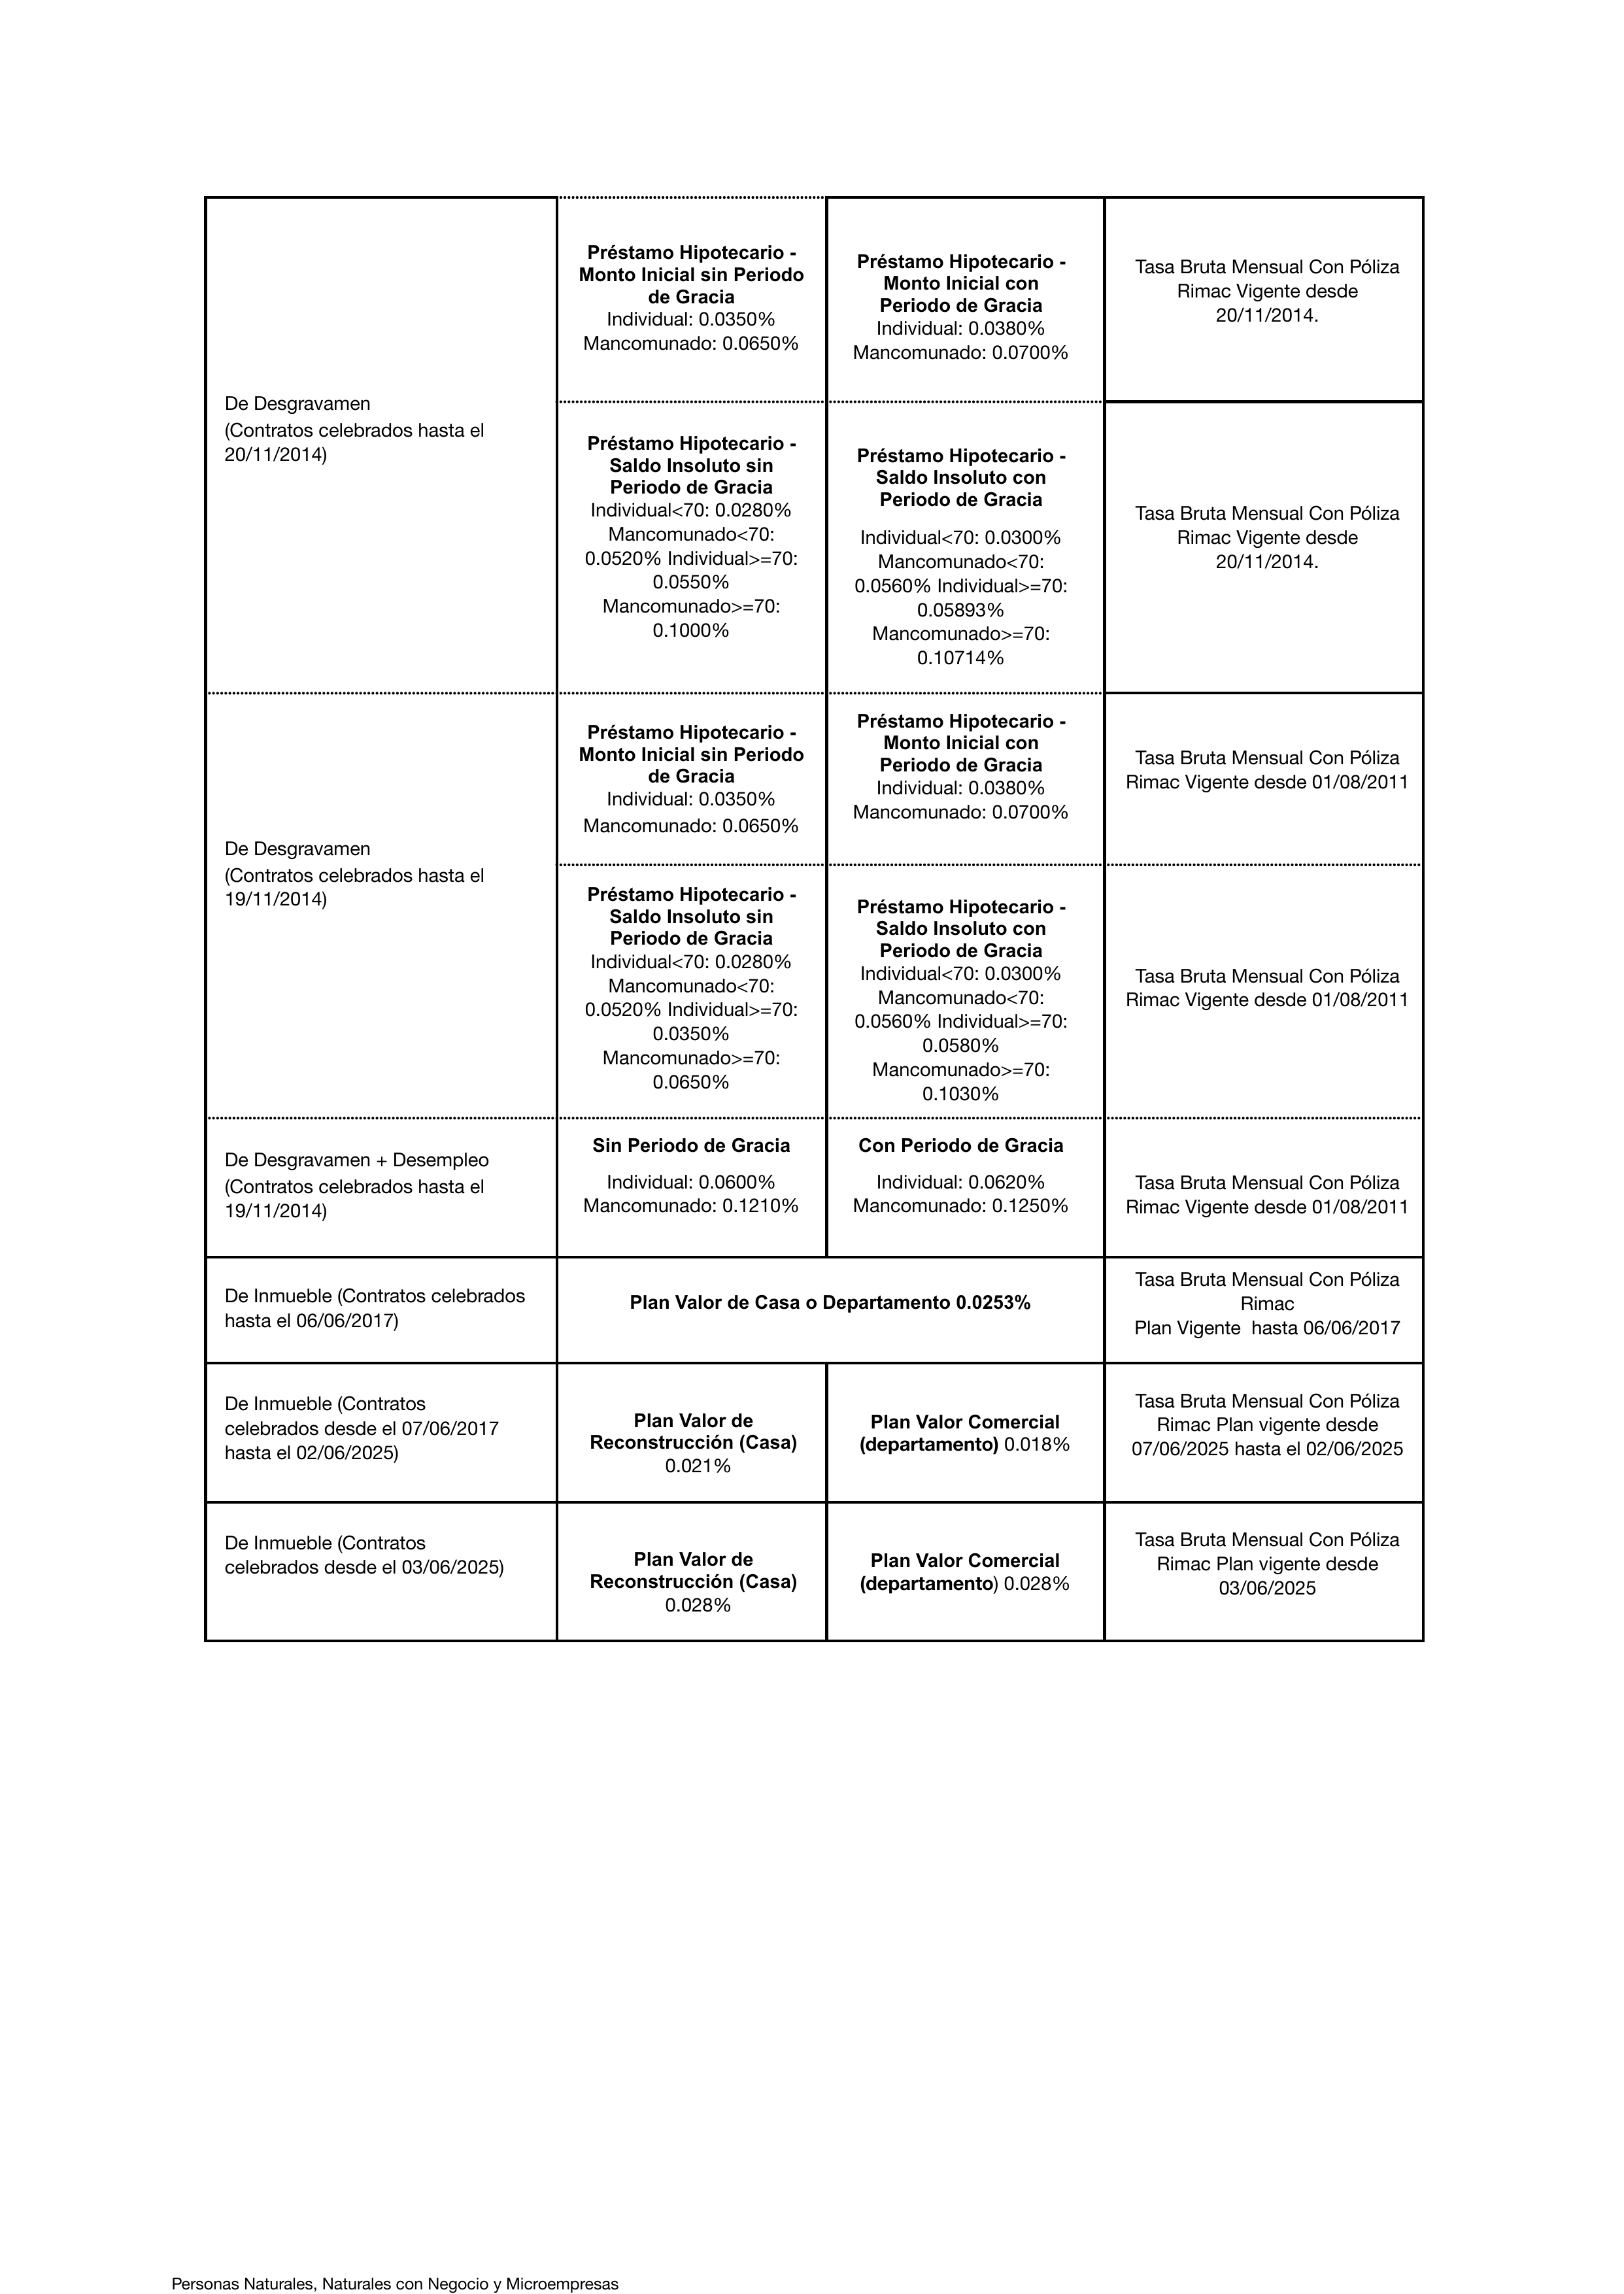 Préstamo Hipotecario -
Monto Inicial sin Periodo
de Gracia
Individual: 0.0350%
Mancomunado: 0.0650%
Préstamo Hipotecario -
Monto Inicial con
Periodo de Gracia
Individual: 0.0380%
Mancomunado: 0.0700%
Tasa Bruta Mensual Con Póliza
Rimac Vigente desde
20/11/2014.
De Desgravamen
(Contratos celebrados hasta el
20/11/2014)
Préstamo Hipotecario -
Saldo Insoluto sin
Periodo de Gracia
Individual<70: 0.0280%
Mancomunado<70:
0.0520% Individual>=70:
0.0550%
Mancomunado>=70:
0.1000%
Préstamo Hipotecario -
Saldo Insoluto con
Periodo de Gracia
Individual<70: 0.0300%
Mancomunado<70:
0.0560% Individual>=70:
0.05893%
Mancomunado>=70:
0.10714%
Tasa Bruta Mensual Con Póliza
Rimac Vigente desde
20/11/2014.
Préstamo Hipotecario -
Monto Inicial sin Periodo
de Gracia
Individual: 0.0350%
Mancomunado: 0.0650%
Préstamo Hipotecario -
Monto Inicial con
Periodo de Gracia
Individual: 0.0380%
Mancomunado: 0.0700%
Tasa Bruta Mensual Con Póliza
Rimac Vigente desde 01/08/2011
De Desgravamen
(Contratos celebrados hasta el
19/11/2014)
Préstamo Hipotecario -
Saldo Insoluto sin
Periodo de Gracia
Individual<70: 0.0280%
Mancomunado<70:
0.0520% Individual>=70:
0.0350%
Mancomunado>=70:
0.0650%
Préstamo Hipotecario -
Saldo Insoluto con
Periodo de Gracia
Individual<70: 0.0300%
Mancomunado<70:
0.0560% Individual>=70:
0.0580%
Mancomunado>=70:
0.1030%
Tasa Bruta Mensual Con Póliza
Rimac Vigente desde 01/08/2011
De Desgravamen + Desempleo
(Contratos celebrados hasta el
19/11/2014)
Sin Periodo de Gracia
Individual: 0.0600%
Mancomunado: 0.1210%
Con Periodo de Gracia
Individual: 0.0620%
Mancomunado: 0.1250%
Tasa Bruta Mensual Con Póliza
Rimac Vigente desde 01/08/2011
De Inmueble (Contratos celebrados
hasta el 06/06/2017)
Plan Valor de Casa o Departamento 0.0253%
Tasa Bruta Mensual Con Póliza
Rimac
Plan Vigente  hasta 06/06/2017
De Inmueble (Contratos
celebrados desde el 07/06/2017
hasta el 02/06/2025)
Plan Valor de
Reconstrucción (Casa)
0.021%
Plan Valor Comercial
(departamento) 0.018%
Tasa Bruta Mensual Con Póliza
Rimac Plan vigente desde
07/06/2025 hasta el 02/06/2025
De Inmueble (Contratos
celebrados desde el 03/06/2025)
Plan Valor de
Reconstrucción (Casa)
0.028%
Plan Valor Comercial
(departamento) 0.028%
Tasa Bruta Mensual Con Póliza
Rimac Plan vigente desde
03/06/2025
Personas Naturales, Naturales con Negocio y Microempresas